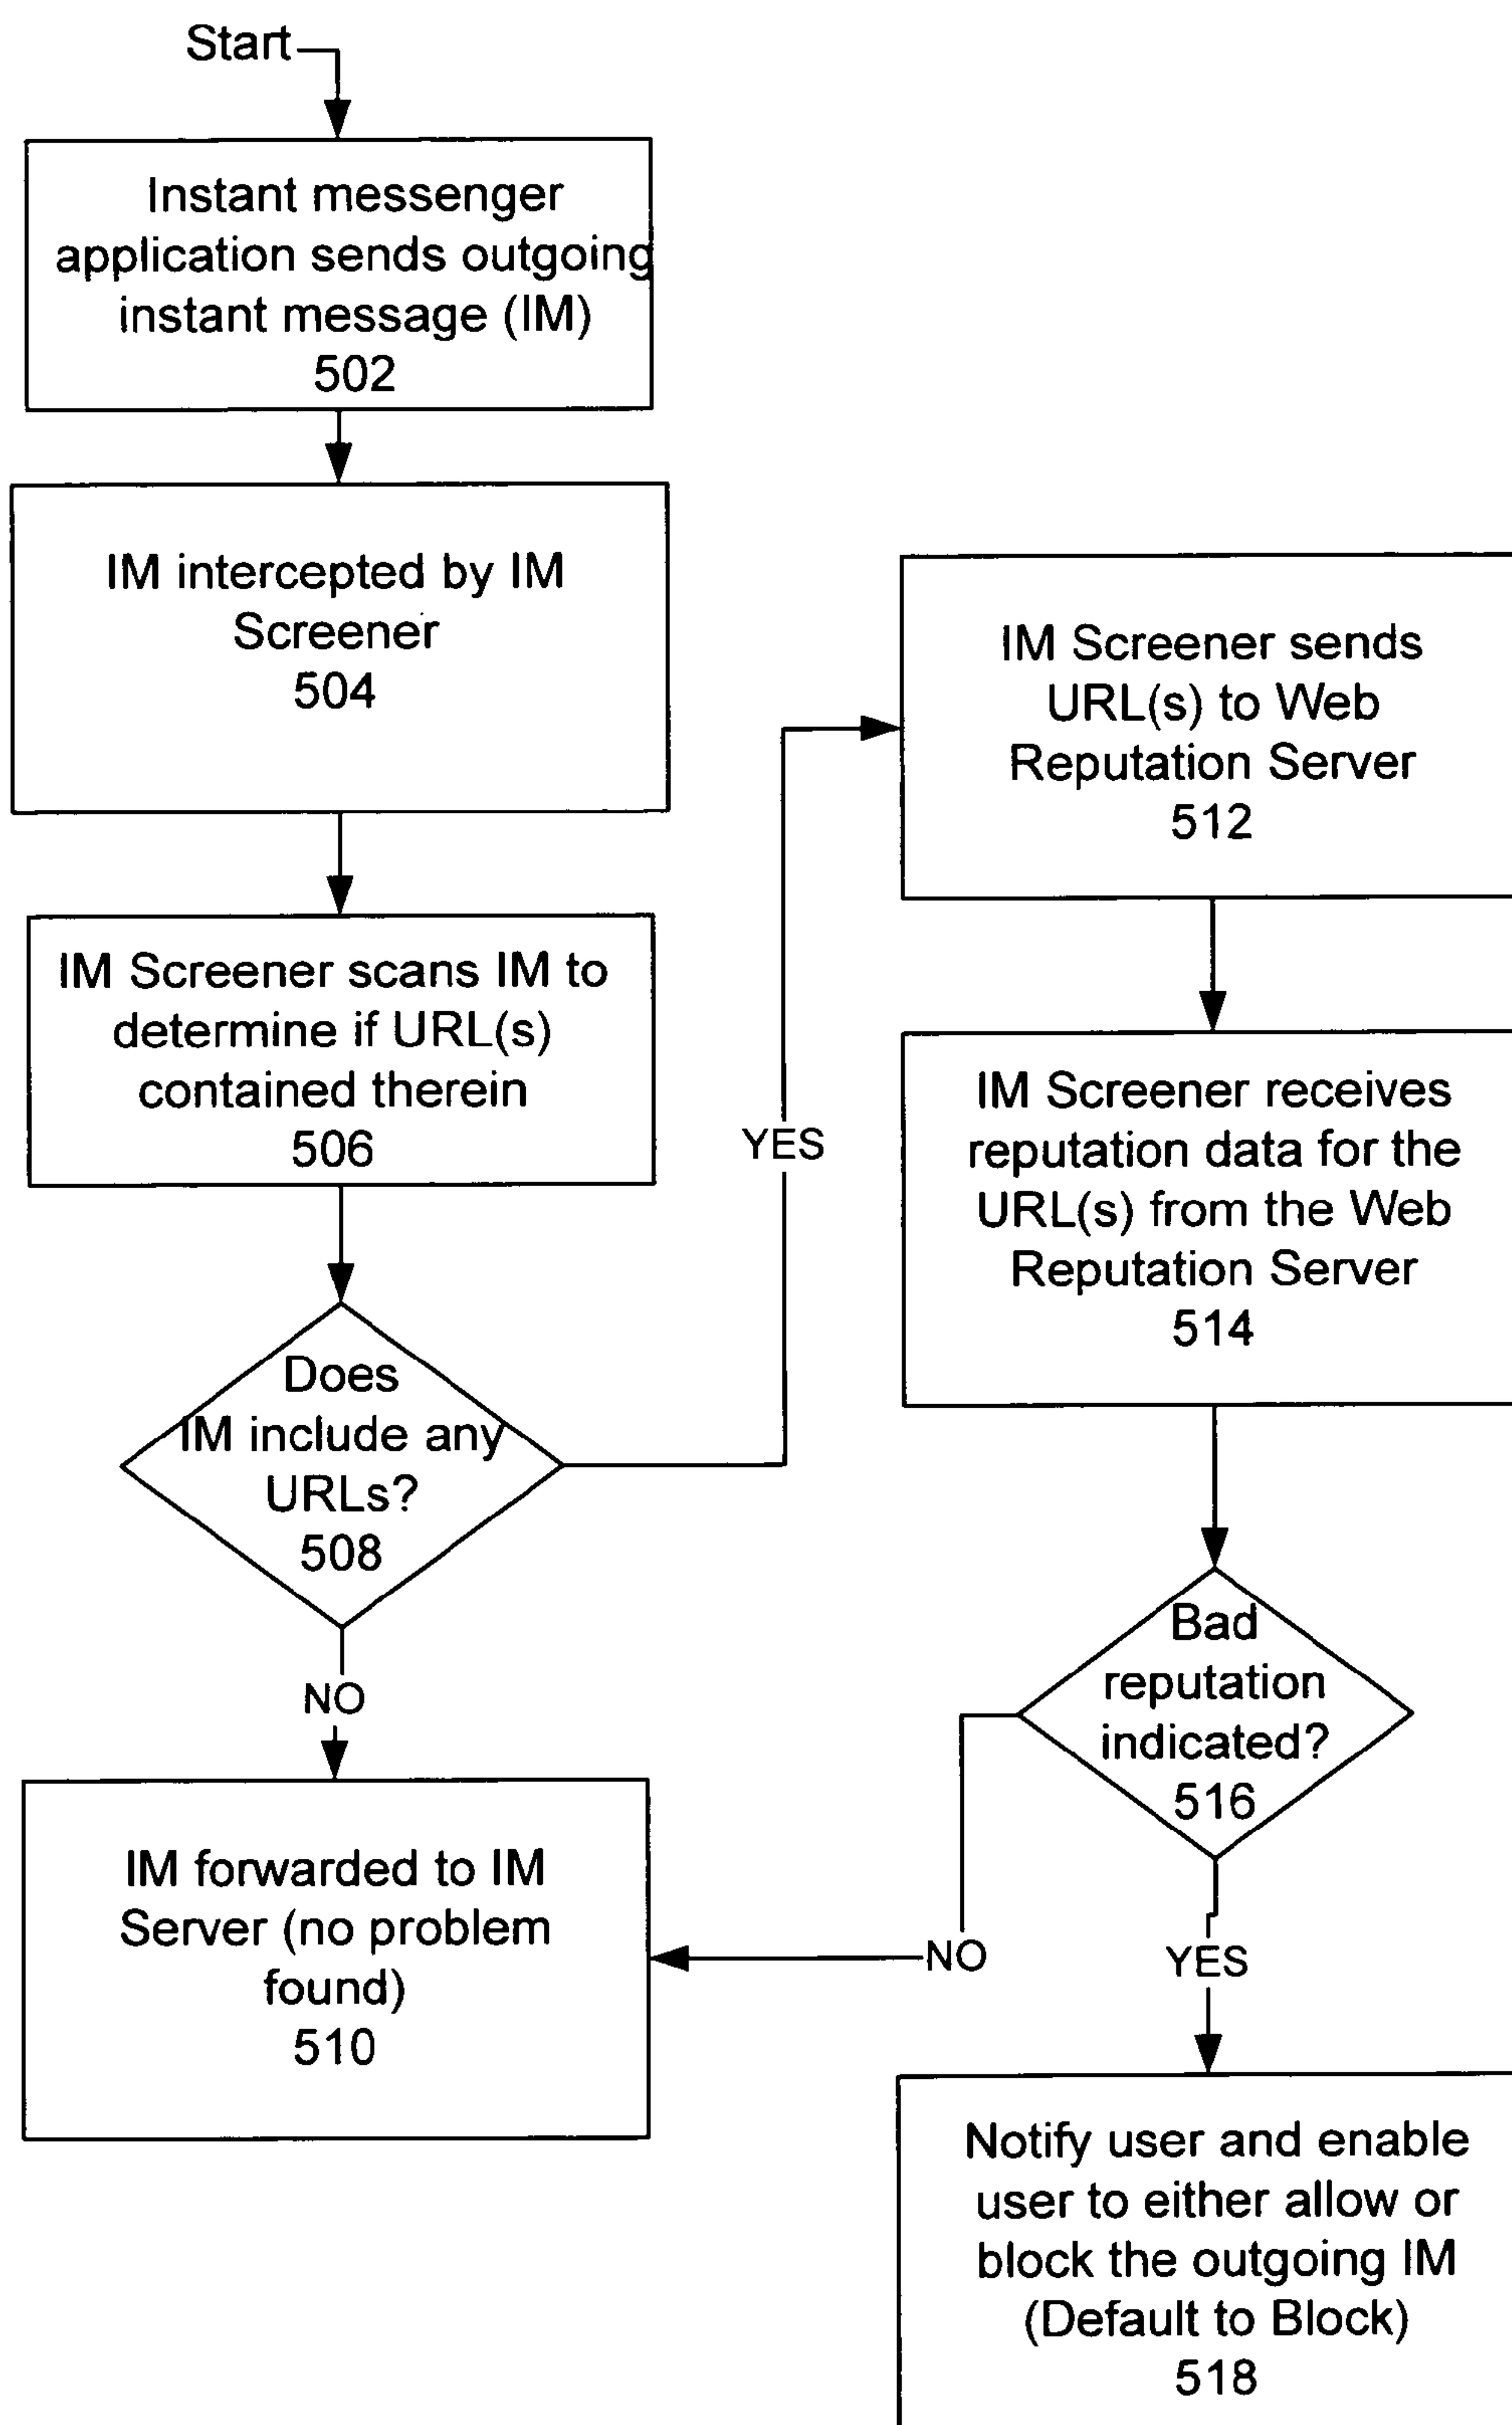 Start
Instant messenger
application sends outgoing
instant message (IM)
502
IM intercepted by IM
Screener
504
IM Screener scans IM to
determine if URL(s)
contained therein
506
Does
IM include any
URLs?
508
NO
IM forwarded to IM
Server (no problem
found)
510
YES
IM Screener sends
URL(s) to Web
Reputation Server
512
IM Screener receives
reputation data for the
URL(s) from the Web
Reputation Server
514
Bad
reputation
indicated?
516
NO
YES
Notify user and enable
user to either allow or
block the outgoing IM
(Default to Block)
518